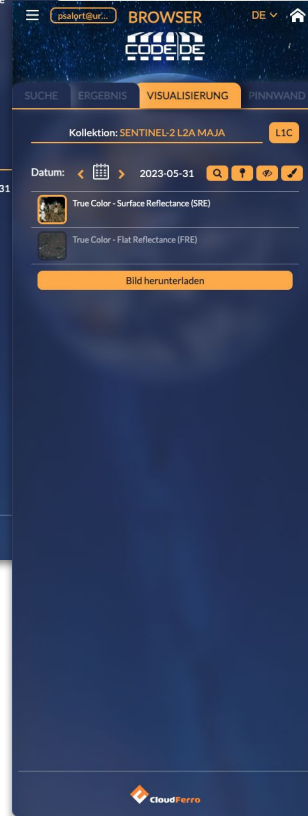 psalort@ur...
BROWSER
DE
CODE DE
SUCHE ERGEBNIS VISUALISIERUNG PINNWAND
Kollektion: SENTINEL-2 L2A MAJA L1C
31
Datum: 2023-05-31
True Color - Surface Reflectance (SRE)
True Color - Flat Reflectance (FRE)
Bild herunterladen
CloudFerro